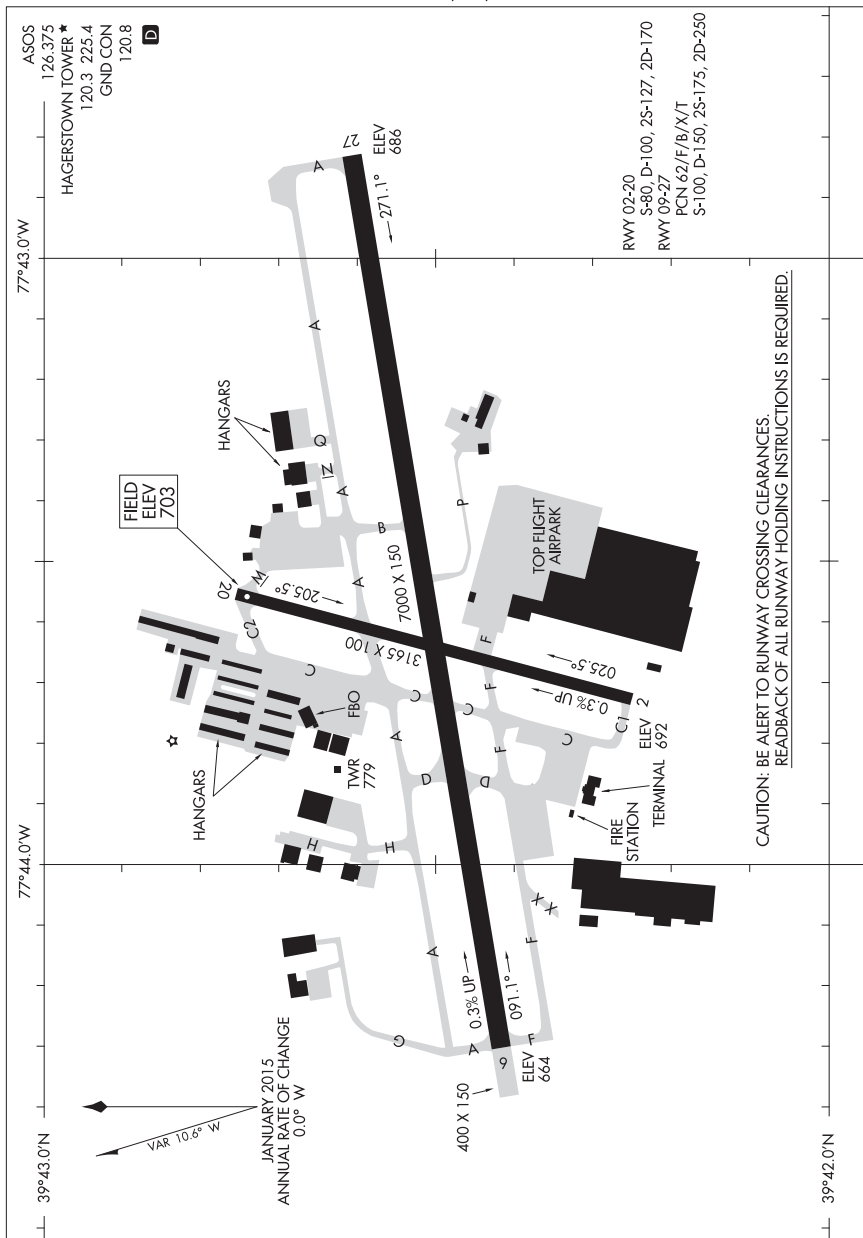 ASOS
126.375
HAGERSTOWN TOWER ★
120.3 225.4
GND CON
120.8
D
77°44.0'W
77°43.0'W
39°43.0'N
39°42.0'N
JANUARY 2015
ANNUAL RATE OF CHANGE
0.0° W
VAR 10.6° W
FIELD
ELEV
703
HANGARS
HANGARS
FBO
TWR
779
20
C2
M
205.5°
3165 X 100
7000 X 150
Q
Z
A
A
A
A
A
A
A
B
C
C
C
C
C1
D
D
F
F
F
F
F
G
H
H
P
X
X
27
ELEV
686
271.1°
0.3% UP
091.1°
9
ELEV
664
400 X 150
TOP FLIGHT
AIRPARK
025.5°
0.3% UP
2
ELEV
692
TERMINAL
FIRE
STATION
RWY 02-20
S-80, D-100, 2S-127, 2D-170
RWY 09-27
PCN 62/F/B/X/T
S-100, D-150, 2S-175, 2D-250
CAUTION: BE ALERT TO RUNWAY CROSSING CLEARANCES.
READBACK OF ALL RUNWAY HOLDING INSTRUCTIONS IS REQUIRED.